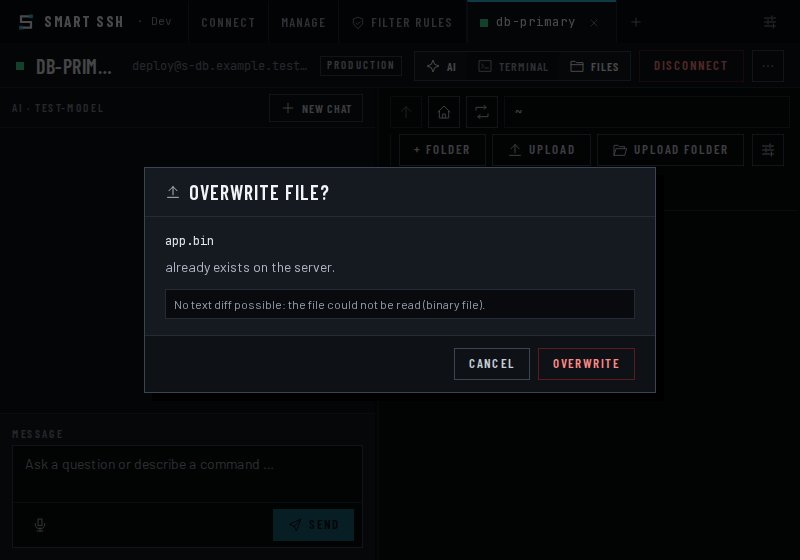 SMART SSH · Dev CONNECT MANAGE FILTER RULES db-primary × +
DB-PRIM… deploy@s-db.example.test… PRODUCTION AI TERMINAL FILES DISCONNECT ...
AI · TEST-MODEL + NEW CHAT ~
+ FOLDER UPLOAD UPLOAD FOLDER
OVERWRITE FILE?
app.bin
already exists on the server.
No text diff possible: the file could not be read (binary file).
CANCEL OVERWRITE
MESSAGE
Ask a question or describe a command …
SEND